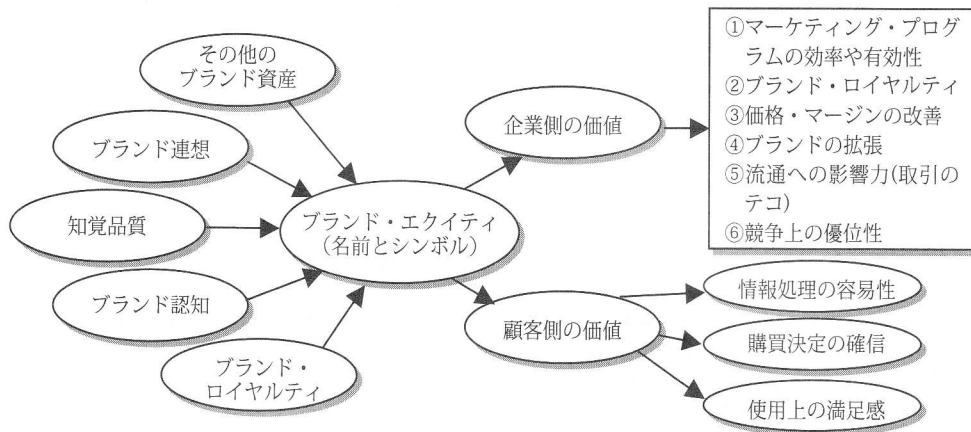 その他の
ブランド資産
ブランド連想
知覚品質
ブランド認知
ブランド・
ロイヤルティ
ブランド・エクイティ
(名前とシンボル)
企業側の価値
顧客側の価値
①マーケティング・プログ
ラムの効率や有効性
②ブランド・ロイヤルティ
③価格・マージンの改善
④ブランドの拡張
⑤流通への影響力(取引の
テコ)
⑥競争上の優位性
情報処理の容易性
購買決定の確信
使用上の満足感